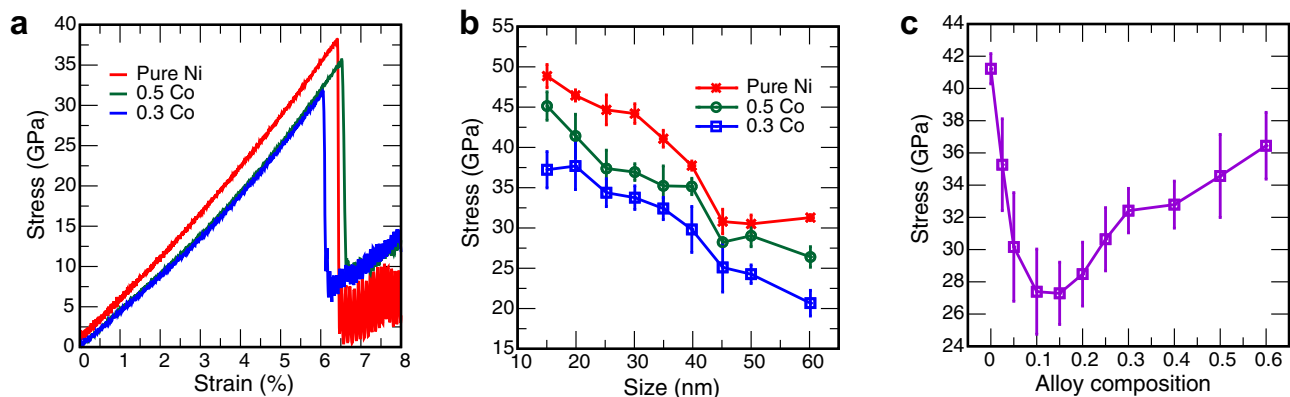 a
40
35
30
25
20
15
10
5
0
Stress (GPa)
Pure Ni
0.5 Co
0.3 Co
0 1 2 3 4 5 6 7 8
Strain (%)
b
55
50
45
40
35
30
25
20
15
Stress (GPa)
Pure Ni
0.5 Co
0.3 Co
10 20 30 40 50 60
Size (nm)
c
44
42
40
38
36
34
32
30
28
26
24
Stress (GPa)
0 0.1 0.2 0.3 0.4 0.5 0.6
Alloy composition